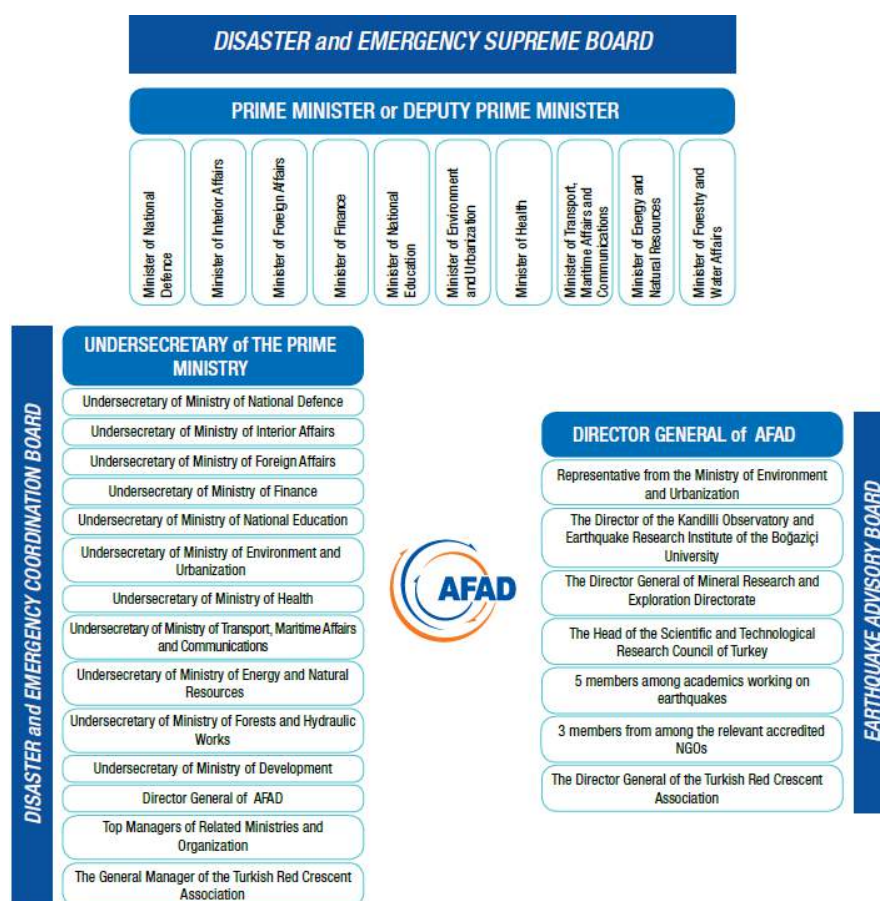 DISASTER and EMERGENCY SUPREME BOARD
PRIME MINISTER or DEPUTY PRIME MINISTER
Minister of National
Defence
Minister of Interior Affairs
Minister of Foreign Affairs
Minister of Finance
Minister of National
Education
Minister of Environment
and Urbanization
Minister of Health
Minister of Transport,
Maritime Affairs and
Communications
Minister of Energy and
Natural Resources
Minister of Forestry and
Water Affairs
DISASTER and EMERGENCY COORDINATION BOARD
UNDERSECRETARY of THE PRIME
MINISTRY
Undersecretary of Ministry of National Defence
Undersecretary of Ministry of Interior Affairs
Undersecretary of Ministry of Foreign Affairs
Undersecretary of Ministry of Finance
Undersecretary of Ministry of National Education
Undersecretary of Ministry of Environment and
Urbanization
Undersecretary of Ministry of Health
Undersecretary of Ministry of Transport, Maritime Affairs
and Communications
Undersecretary of Ministry of Energy and Natural
Resources
Undersecretary of Ministry of Forests and Hydraulic
Works
Undersecretary of Ministry of Development
Director General of AFAD
Top Managers of Related Ministries and
Organization
The General Manager of the Turkish Red Crescent
Association
AFAD
DIRECTOR GENERAL of AFAD
Representative from the Ministry of Environment
and Urbanization
The Director of the Kandilli Observatory and
Earthquake Research Institute of the Boğaziçi
University
The Director General of Mineral Research and
Exploration Directorate
The Head of the Scientific and Technological
Research Council of Turkey
5 members among academics working on
earthquakes
3 members from among the relevant accredited
NGOs
The Director General of the Turkish Red Crescent
Association
EARTHQUAKE ADVISORY BOARD